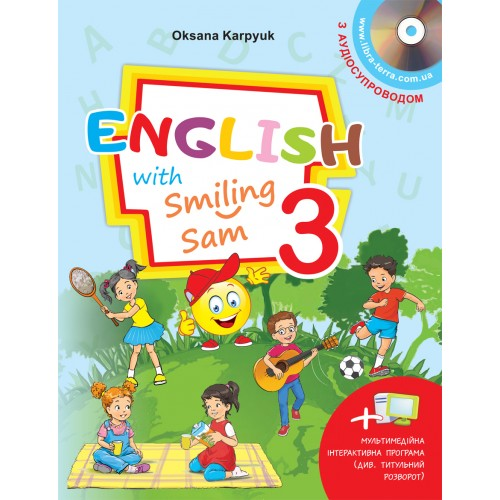 Oksana Karpyuk
www.libra-terra.com.ua
З АУДІОСУПРОВОДОМ
ENGLISH
with
Smiling
Sam
3
МУЛЬТИМЕДІЙНА
ІНТЕРАКТИВНА ПРОГРАМА
(ДИВ. ТИТУЛЬНИЙ
РОЗВОРОТ)